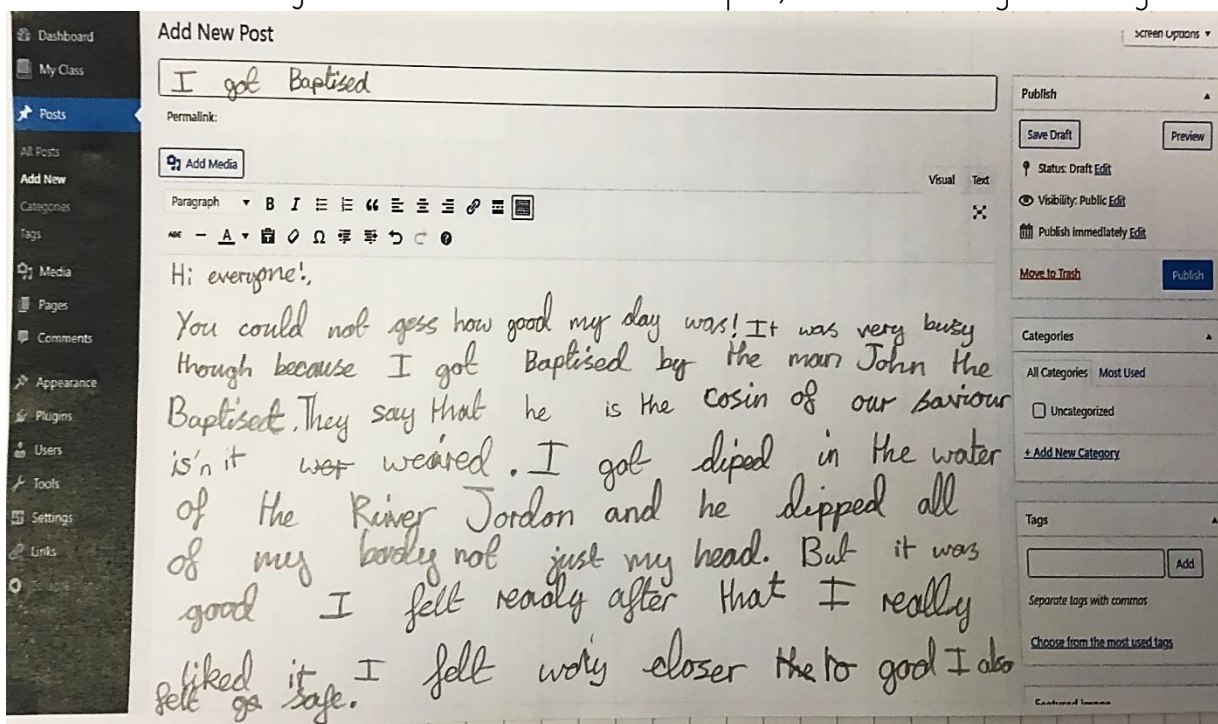 Dashboard
My Class
Posts
All Posts
Add New
Categories
Tags
Media
Pages
Comments
Appearance
Plugins
Users
Tools
Settings
Links
Add New Post
Screen Options
I got Baptised
Permalink:
Add Media
Visual Text
Paragraph B I
ABC A Ω
Hi everyone!,
You could not gess how good my day was! It was very busy
though because I got Baptised by the man John the
Baptised. They say that he is the cosin of our saviour
is'n it wer weaired. I got diped in the water
of the River Jordon and he dipped all
of my body not just my head. But it was
good I felt ready after that I really
liked it I felt closer the to good I also
felt safe.
Publish
Save Draft Preview
Status: Draft Edit
Visibility: Public Edit
Publish immediately Edit
Move to Trash Publish
Categories
All Categories Most Used
Uncategorized
+ Add New Category
Tags
Add
Separate tags with commas
Choose from the most used tags
Featured Image